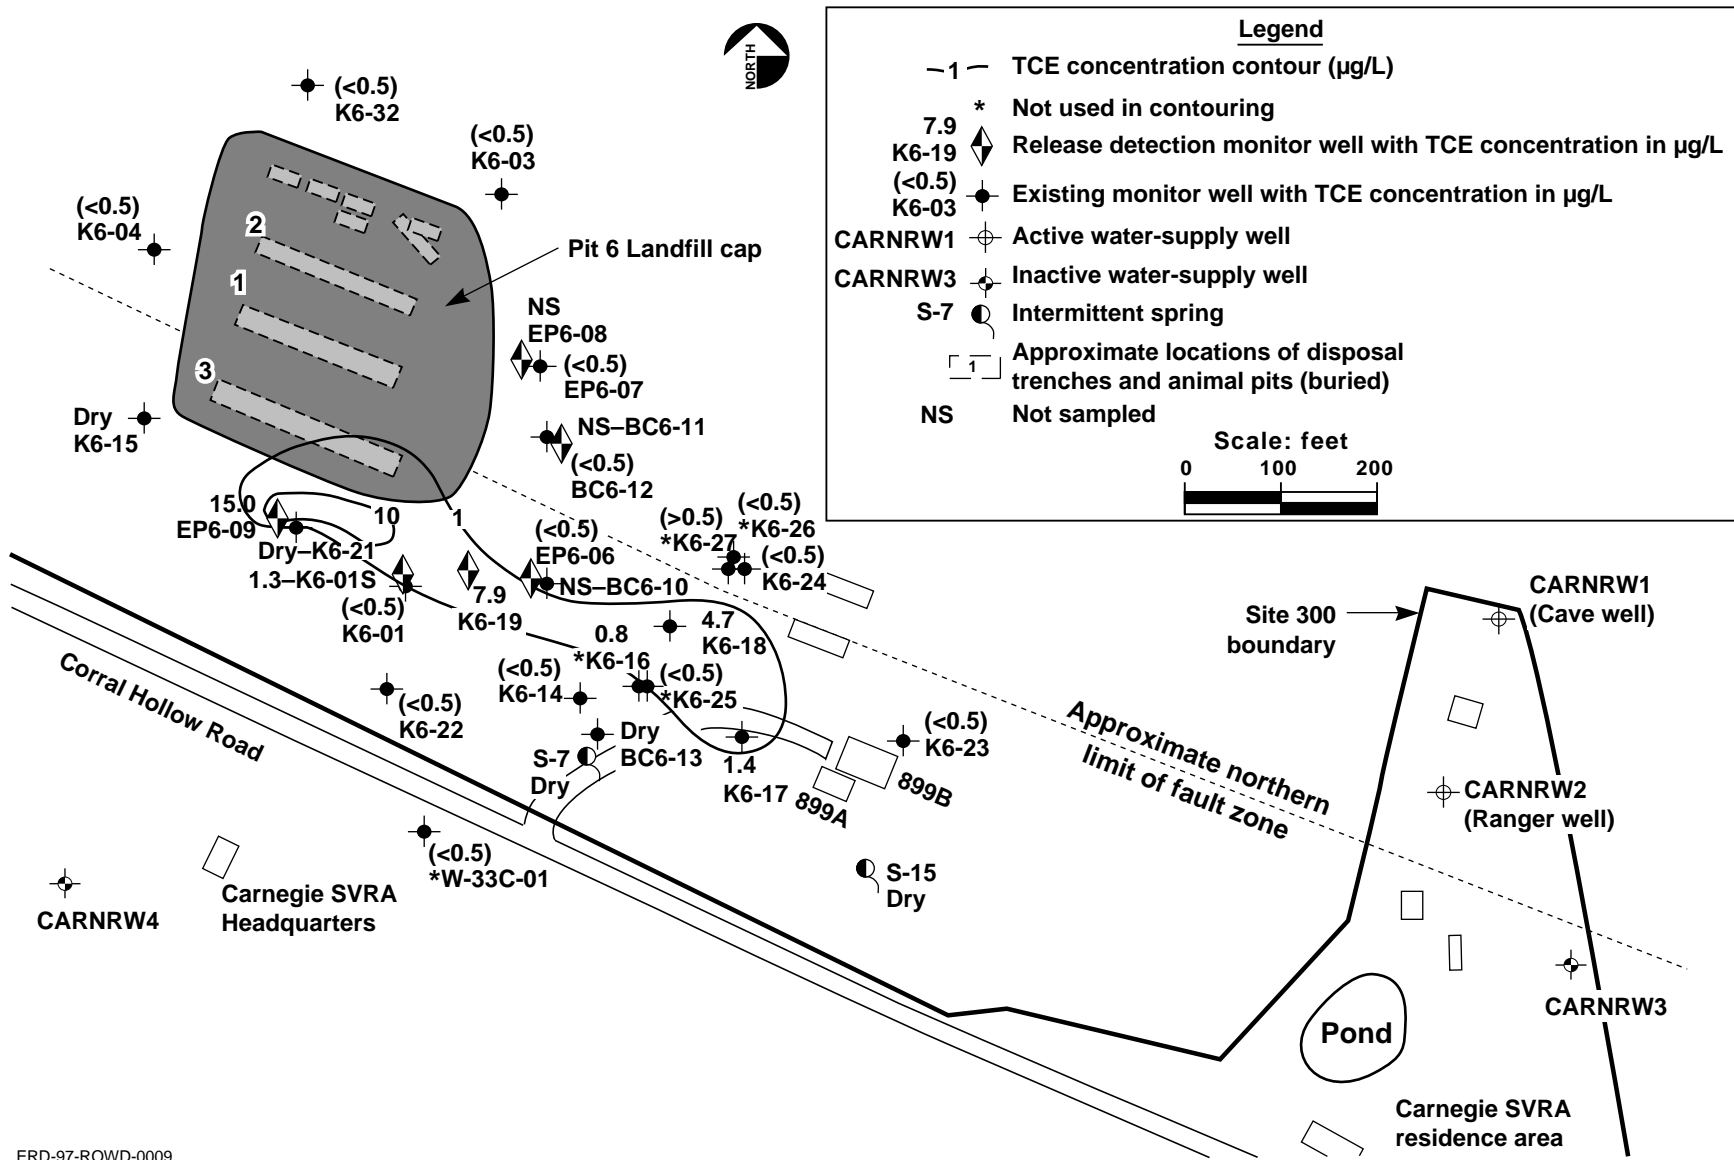 Legend
1 TCE concentration contour (µg/L)
* Not used in contouring
7.9
K6-19
Release detection monitor well with TCE concentration in µg/L
(<0.5)
K6-03
Existing monitor well with TCE concentration in µg/L
CARNRW1 Active water-supply well
CARNRW3 Inactive water-supply well
S-7 Intermittent spring
1
Approximate locations of disposal
trenches and animal pits (buried)
NS Not sampled
Scale: feet
0 100 200
NORTH
(<0.5)
K6-32
(<0.5)
K6-03
(<0.5)
K6-04
2
1
3
Pit 6 Landfill cap
NS
EP6-08
(<0.5)
EP6-07
Dry
K6-15
NS–BC6-11
(<0.5)
BC6-12
15.0
EP6-09
10
1
Dry–K6-21
1.3–K6-01S
(<0.5)
K6-01
7.9
K6-19
(<0.5)
EP6-06
NS–BC6-10
(>0.5)
*K6-27
(<0.5)
*K6-26
(<0.5)
K6-24
4.7
K6-18
0.8
*K6-16
(<0.5)
*K6-25
(<0.5)
K6-14
(<0.5)
K6-22
Dry
BC6-13
S-7
Dry
1.4
K6-17
(<0.5)
K6-23
899A
899B
Corral Hollow Road
(<0.5)
*W-33C-01
CARNRW4
Carnegie SVRA
Headquarters
S-15
Dry
Approximate northern
limit of fault zone
Site 300
boundary
CARNRW1
(Cave well)
CARNRW2
(Ranger well)
CARNRW3
Pond
Carnegie SVRA
residence area
ERD-97-ROWD-0009